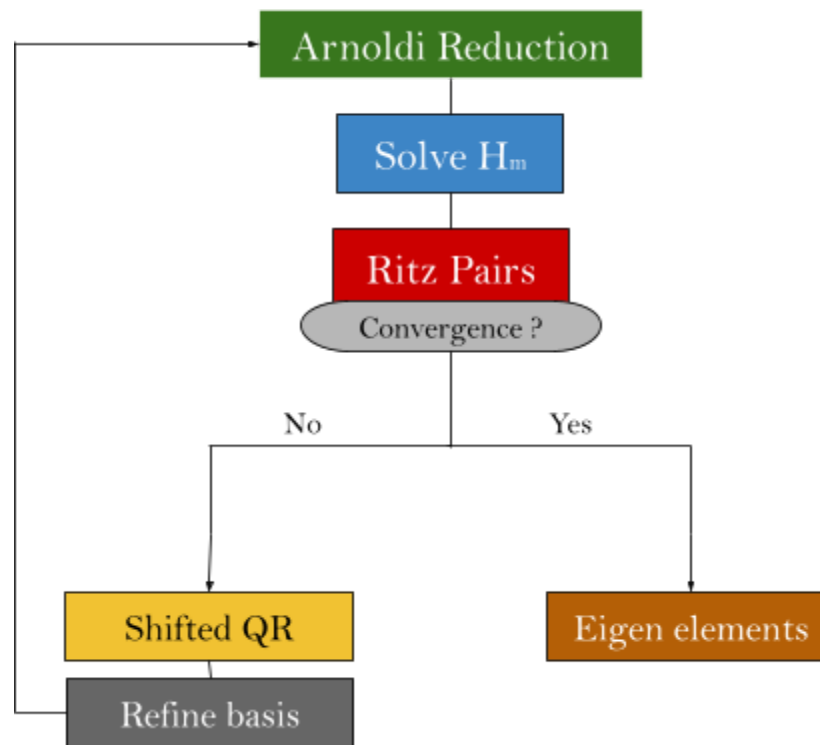 Arnoldi Reduction
Solve Hₘ
Ritz Pairs
Convergence ?
No
Yes
Shifted QR
Eigen elements
Refine basis